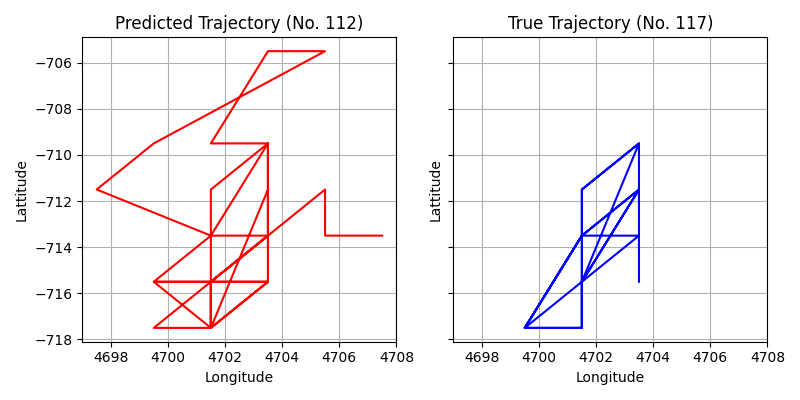 Predicted Trajectory (No. 112)
True Trajectory (No. 117)
−706
−708
−710
−712
−714
−716
−718
Lattitude
Lattitude
4698 4700 4702 4704 4706 4708
4698 4700 4702 4704 4706 4708
Longitude
Longitude